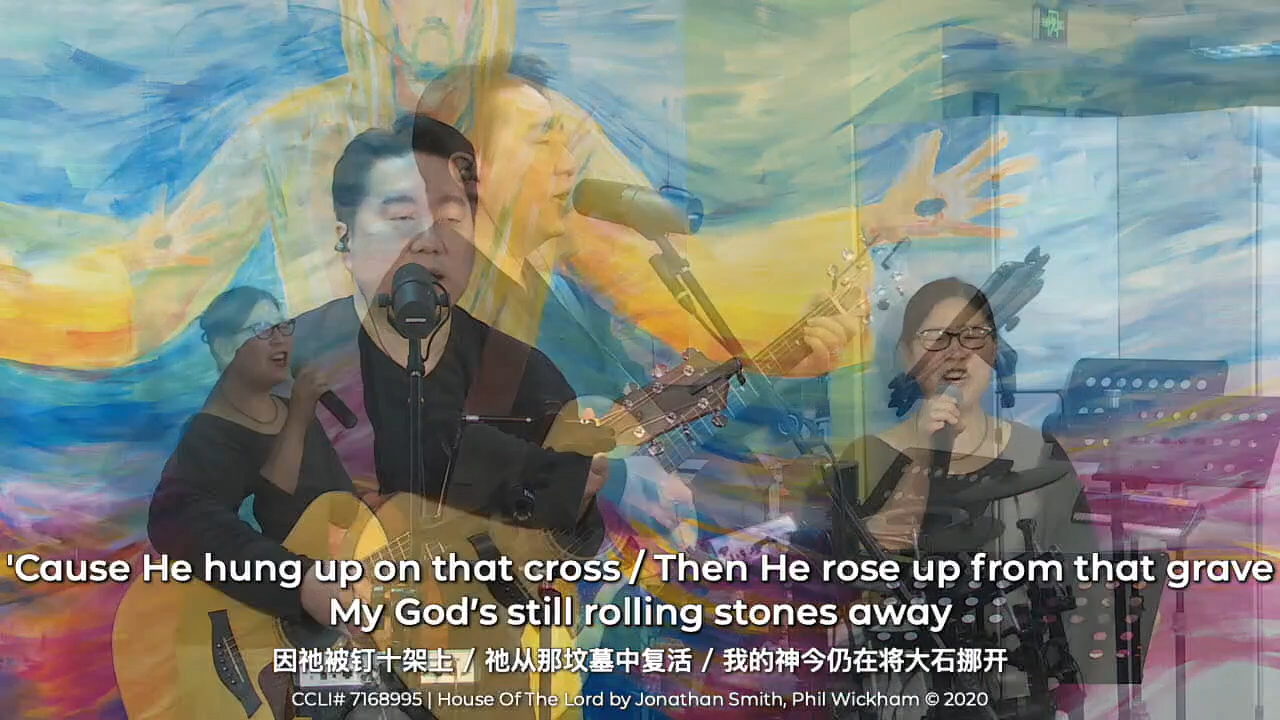 'Cause He hung up on that cross / Then He rose up from that grave
My God's still rolling stones away
因祂被钉十架上 / 祂从那坟墓中复活 / 我的神今仍在将大石挪开
CCLI# 7168995 | House Of The Lord by Jonathan Smith, Phil Wickham © 2020